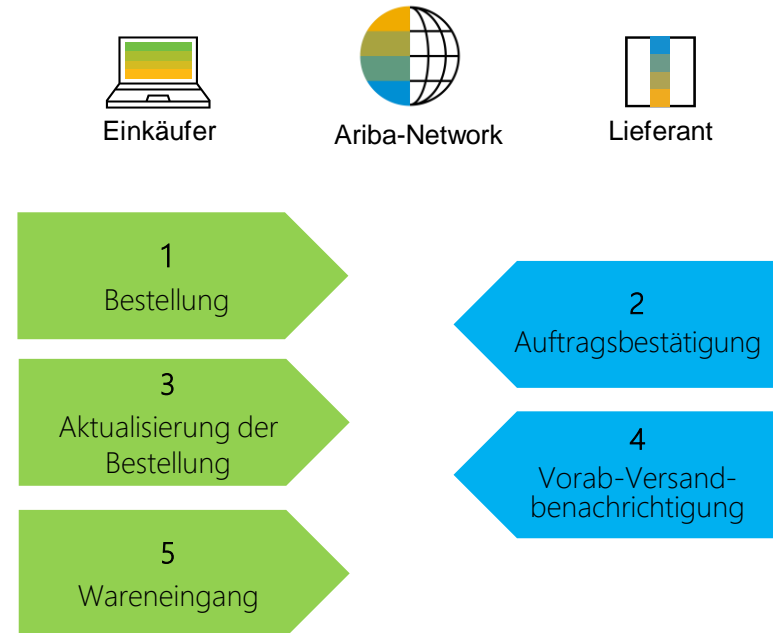 Einkäufer
Ariba-Network
Lieferant
1
Bestellung
2
Auftragsbestätigung
3
Aktualisierung der
Bestellung
4
Vorab-Versand-
benachrichtigung
5
Wareneingang